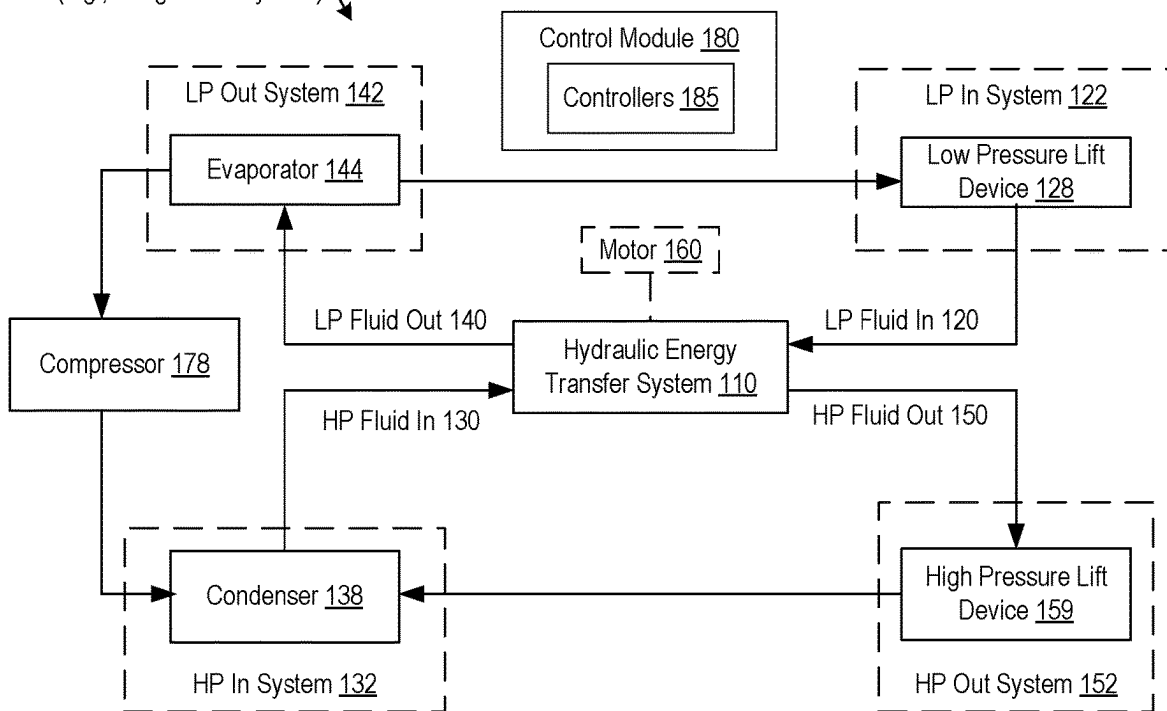 Control Module 180
LP Out System 142
Controllers 185
LP In System 122
Evaporator 144
Low Pressure Lift
Device 128
Motor 160
LP Fluid Out 140
LP Fluid In 120
Compressor 178
Hydraulic Energy
Transfer System 110
HP Fluid In 130
HP Fluid Out 150
Condenser 138
High Pressure Lift
Device 159
HP In System 132
HP Out System 152